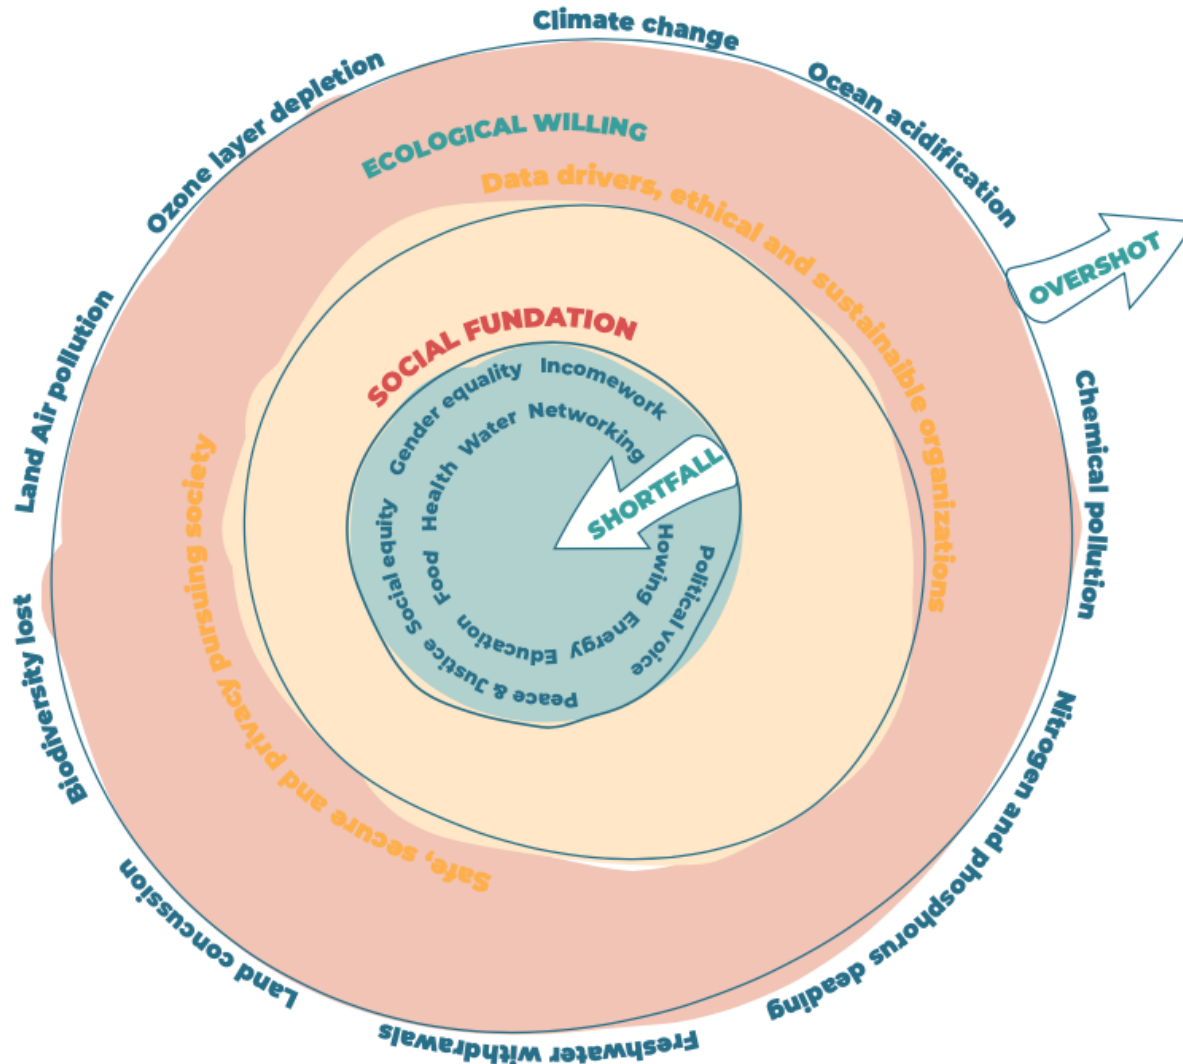 Climate change
Ocean acidification
OVERSHOT
Chemical pollution
Nitrogen and phosphorus deading
Freshwater withdrawals
Land concussion
Biodiversity lost
Land Air pollution
Ozone layer depletion
ECOLOGICAL WILLING
Data drivers, ethical and sustainaible organizations
Safe, secure and privacy pursuing society
SOCIAL FUNDATION
Gender equality
Incomework
SHORTFALL
Political voice
Peace & Justice
Social equity
Water
Networking
Howing
Energy
Education
Food
Health